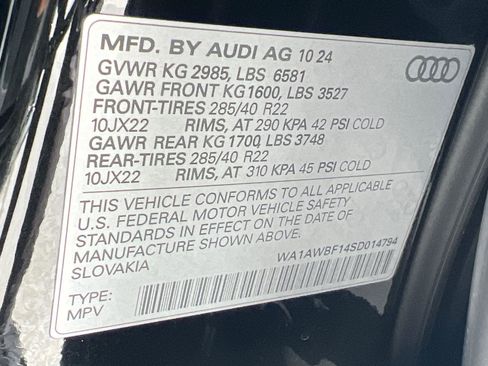 MFD. BY AUDI AG 10 24
GVWR KG 2985, LBS 6581
GAWR FRONT KG 1600, LBS 3527
FRONT-TIRES 285/40 R22
10JX22 RIMS, AT 290 KPA 42 PSI COLD
GAWR REAR KG 1700, LBS 3748
REAR-TIRES 285/40 R22
10JX22 RIMS, AT 310 KPA 45 PSI COLD
THIS VEHICLE CONFORMS TO ALL APPLICABLE
U.S. FEDERAL MOTOR VEHICLE SAFETY
STANDARDS IN EFFECT ON THE DATE OF
MANUFACTURE SHOWN ABOVE.
SLOVAKIA
WA1AWBF14SD014794
TYPE:
MPV